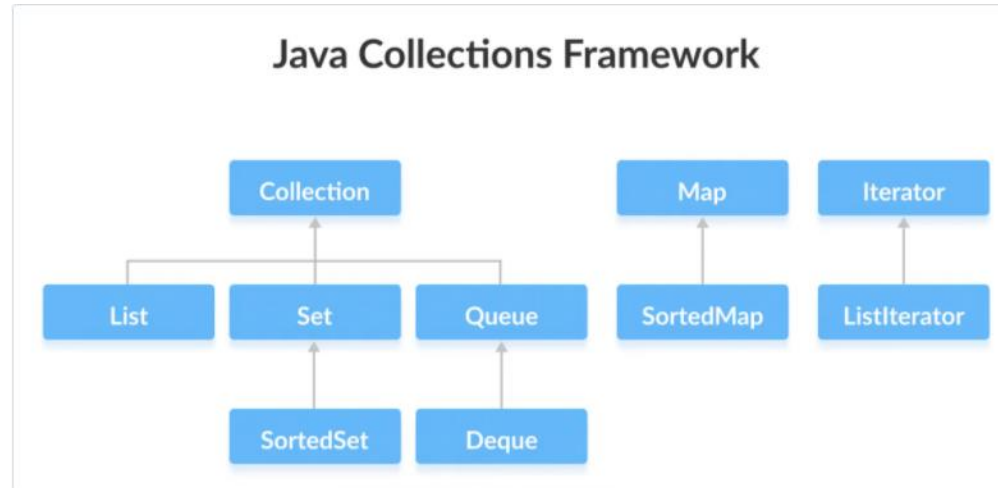 Java Collections Framework
Collection
Map
Iterator
List
Set
Queue
SortedMap
ListIterator
SortedSet
Deque